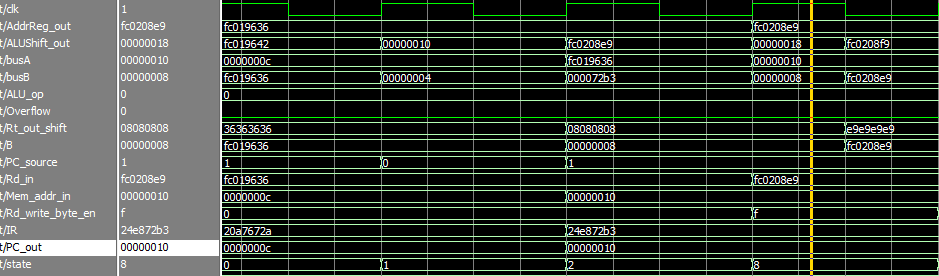 t/clk 1
t/AddrReg_out fc0208e9 fc019636 fc0208e9
t/ALUShift_out 00000018 fc019642 00000010 fc0208e9 00000018 fc0208f9
t/busA 00000010 0000000c fc019636 00000010
t/busB 00000008 fc019636 00000004 000072b3 00000008 fc0208e9
t/ALU_op 0 0
t/Overflow 0
t/Rt_out_shift 08080808 36363636 08080808 e9e9e9e9
t/B 00000008 fc019636 00000008 fc0208e9
t/PC_source 1 1 0 1
t/Rd_in fc0208e9 fc019636 fc0208e9
t/Mem_addr_in 00000010 0000000c 00000010
t/Rd_write_byte_en f 0 f
t/IR 24e872b3 20a7672a 24e872b3
t/PC_out 00000010 0000000c 00000010
t/state 8 0 1 2 8